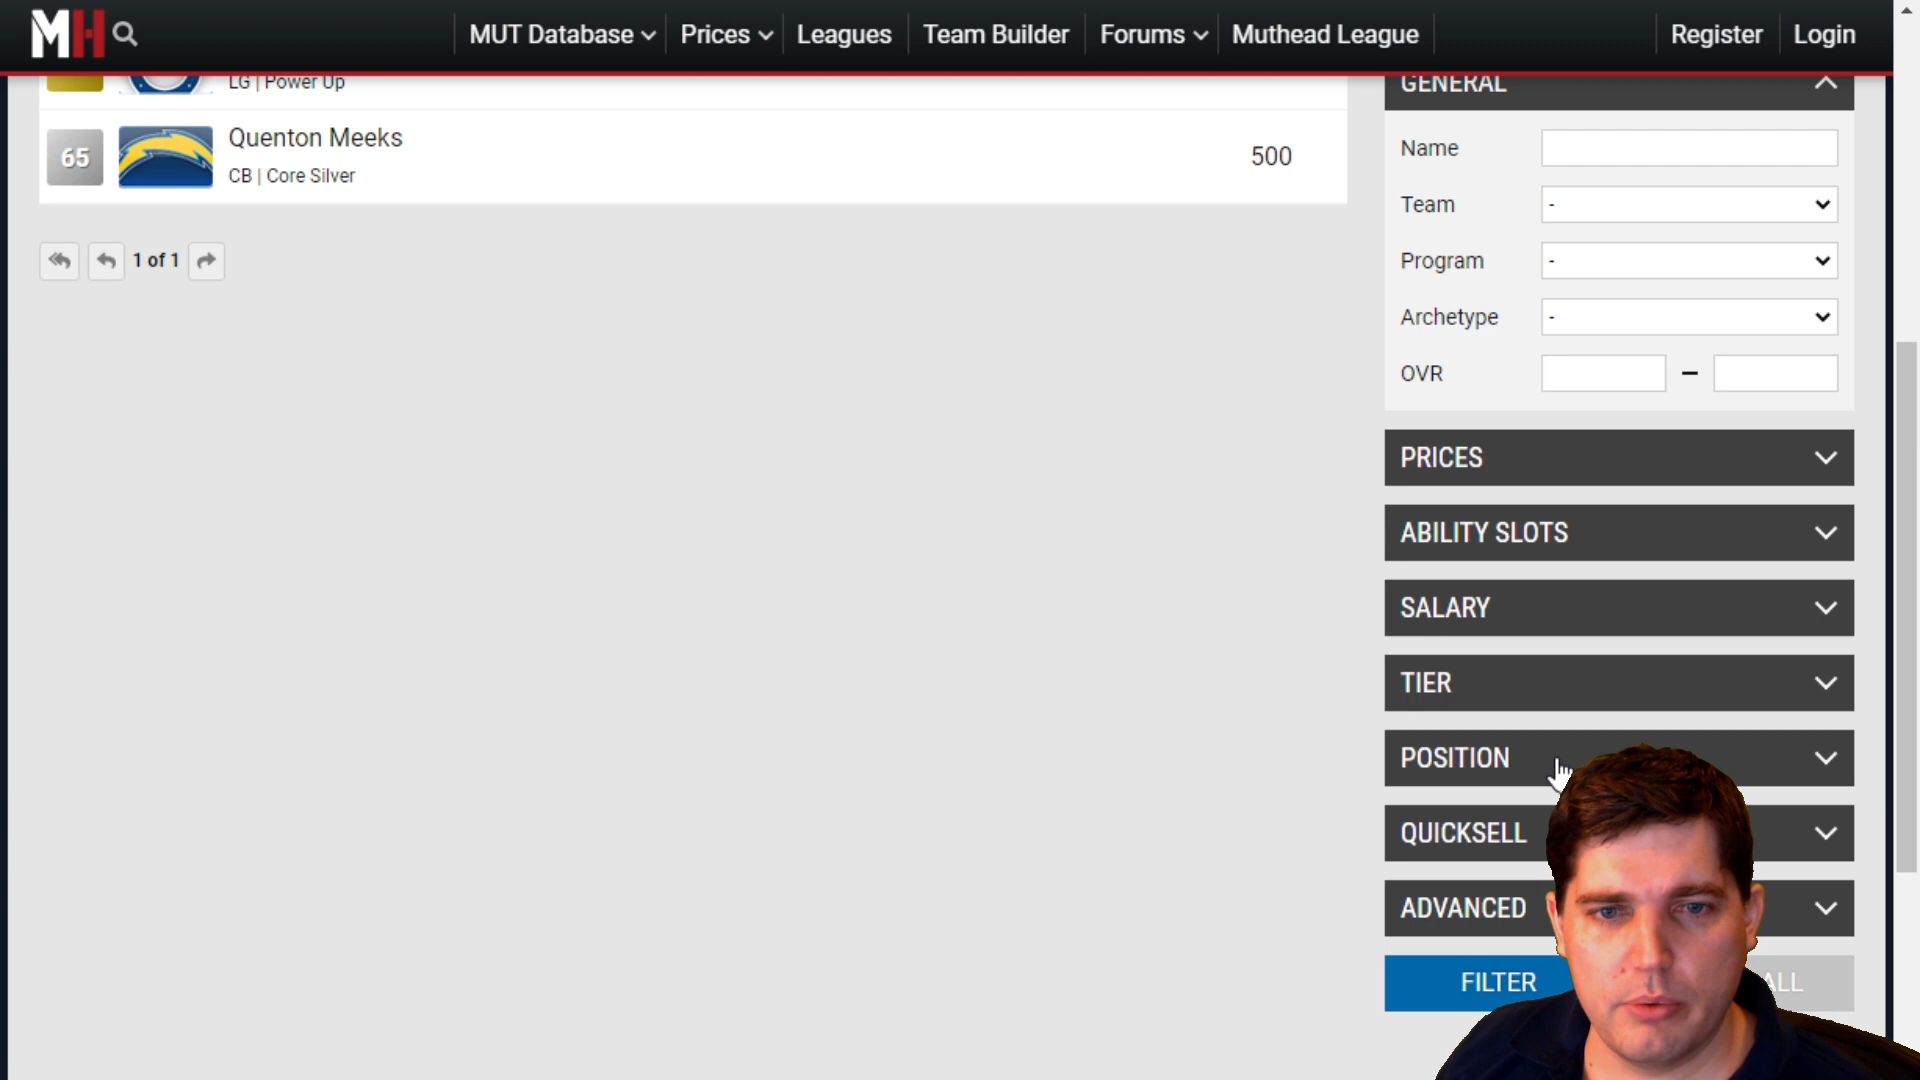 MH
MUT Database
Prices
Leagues
Team Builder
Forums
Muthead League
Register
Login
LG | Power Up
65
Quenton Meeks
CB | Core Silver
500
1 of 1
GENERAL
Name
Team
-
Program
-
Archetype
-
OVR
–
PRICES
ABILITY SLOTS
SALARY
TIER
POSITION
QUICKSELL
ADVANCED
FILTER
ALL